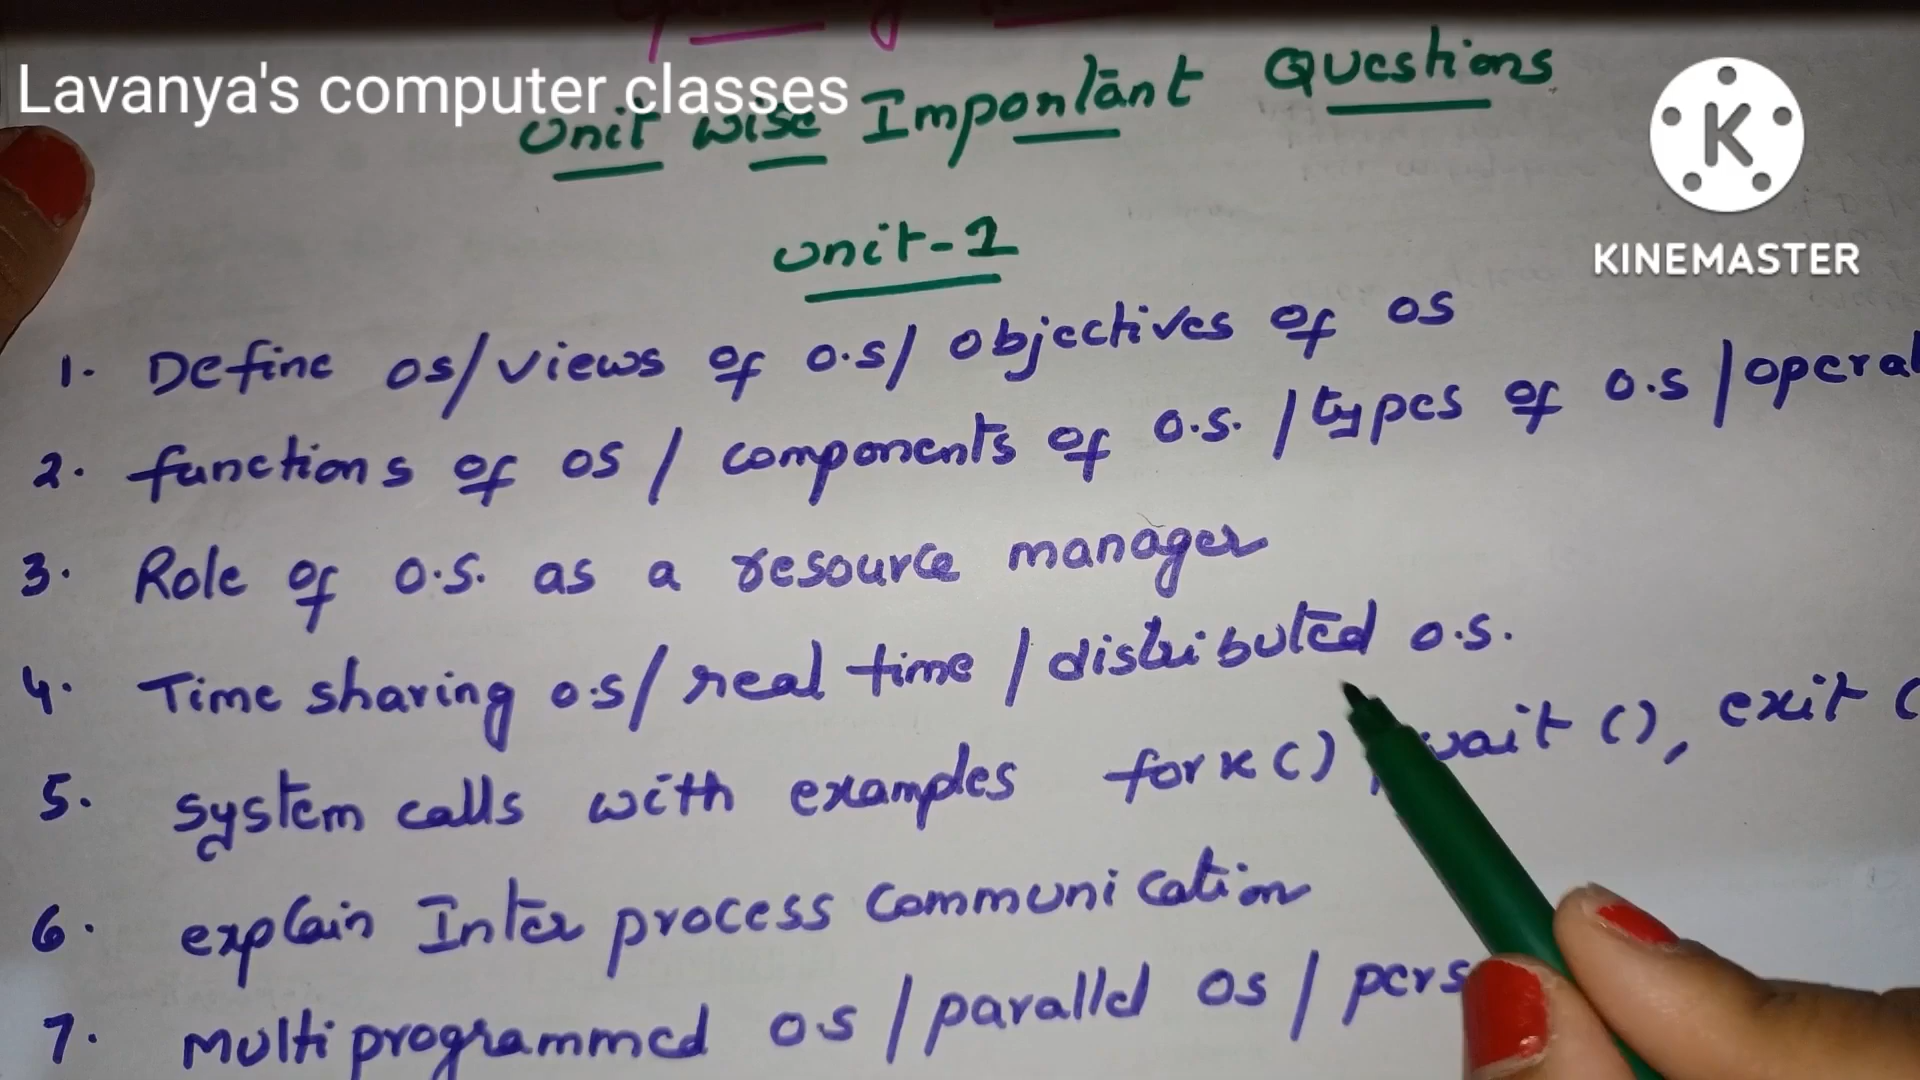 Lavanya's computer classes
Unit wise Important Questions
KINEMASTER
Unit-1
1. Define OS/views of O.S/ objectives of OS
2. functions of OS / components of O.S. / types of O.S /
3. Role of O.S. as a resource manager
4. Time sharing O.S/ real time / distributed O.S.
5. system calls with examples fork() wait (), exit (
6. explain Inter process communication
7. Multiprogrammed O.S / parallel OS /